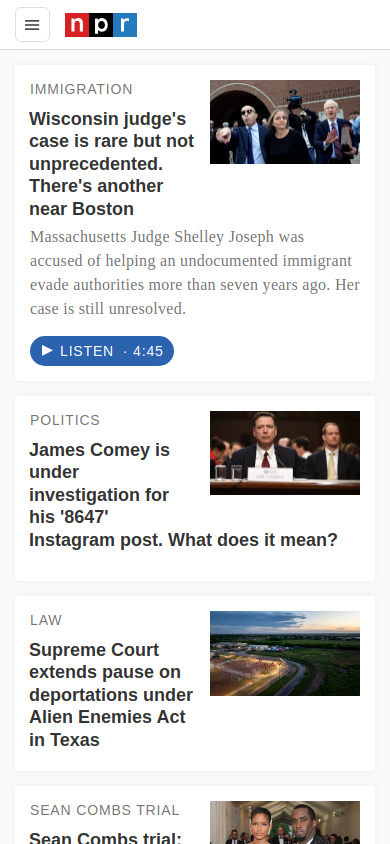 npr
IMMIGRATION
Wisconsin judge's
case is rare but not
unprecedented.
There's another
near Boston
Massachusetts Judge Shelley Joseph was
accused of helping an undocumented immigrant
evade authorities more than seven years ago. Her
case is still unresolved.
LISTEN · 4:45
POLITICS
James Comey is
under
investigation for
his '8647'
Instagram post. What does it mean?
LAW
Supreme Court
extends pause on
deportations under
Alien Enemies Act
in Texas
SEAN COMBS TRIAL
Sean Combs trial: